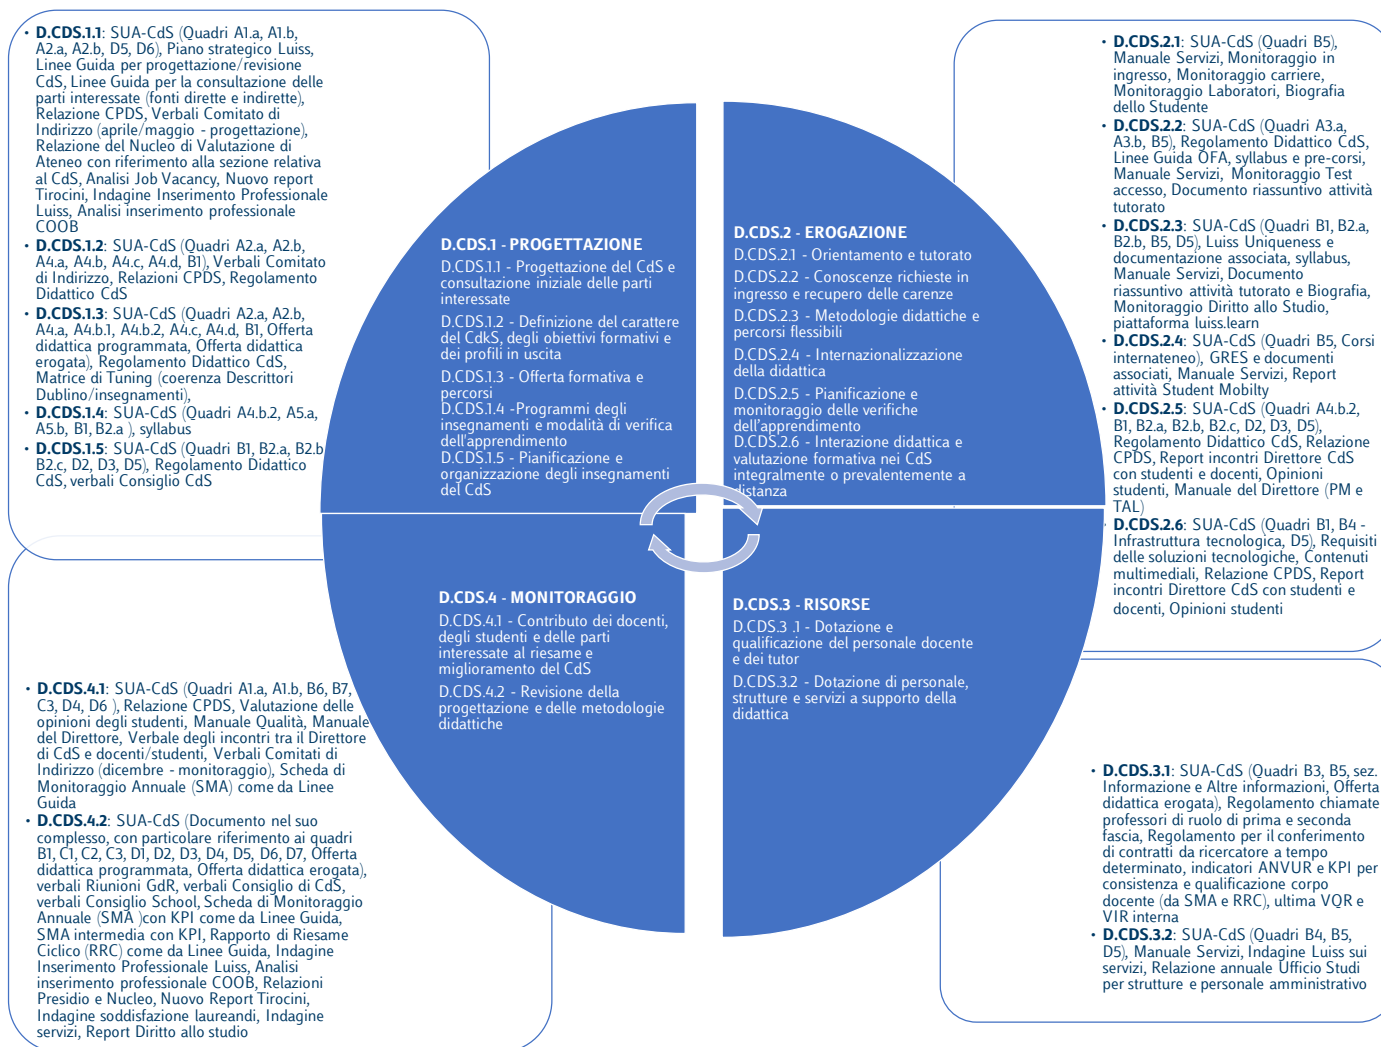 • D.CDS.1.1: SUA-CdS (Quadri A1.a, A1.b,
A2.a, A2.b, D5, D6), Piano strategico Luiss,
Linee Guida per progettazione/revisione
CdS, Linee Guida per la consultazione delle
parti interessate (fonti dirette e indirette),
Relazione CPDS, Verbali Comitato di
Indirizzo (aprile/maggio - progettazione),
Relazione del Nucleo di Valutazione di
Ateneo con riferimento alla sezione relativa
al CdS, Analisi Job Vacancy, Nuovo report
Tirocini, Indagine Inserimento Professionale
Luiss, Analisi inserimento professionale
COOB
• D.CDS.1.2: SUA-CdS (Quadri A2.a, A2.b,
A4.a, A4.b, A4.c, A4.d, B1), Verbali Comitato
di Indirizzo, Relazioni CPDS, Regolamento
Didattico CdS
• D.CDS.1.3: SUA-CdS (Quadri A2.a, A2.b,
A4.a, A4.b.1, A4.b.2, A4.c, A4.d, B1, Offerta
didattica programmata, Offerta didattica
erogata), Regolamento Didattico CdS,
Matrice di Tuning (coerenza Descrittori
Dublino/insegnamenti),
• D.CDS.1.4: SUA-CdS (Quadri A4.b.2, A5.a,
A5.b, B1, B2.a ), syllabus
• D.CDS.1.5: SUA-CdS (Quadri B1, B2.a, B2.b
B2.c, D2, D3, D5), Regolamento Didattico
CdS, verbali Consiglio CdS
D.CDS.1 - PROGETTAZIONE
D.CDS.1.1 - Progettazione del CdS e
consultazione iniziale delle parti
interessate
D.CDS.1.2 - Definizione del carattere
del CdkS, degli obiettivi formativi e
dei profili in uscita
D.CDS.1.3 - Offerta formativa e
percorsi
D.CDS.1.4 -Programmi degli
insegnamenti e modalità di verifica
dell'apprendimento
D.CDS.1.5 - Pianificazione e
organizzazione degli insegnamenti
del CdS
D.CDS.2 - EROGAZIONE
D.CDS.2.1 - Orientamento e tutorato
D.CDS.2.2 - Conoscenze richieste in
ingresso e recupero delle carenze
D.CDS.2.3 - Metodologie didattiche e
percorsi flessibili
D.CDS.2.4 - Internazionalizzazione
della didattica
D.CDS.2.5 - Pianificazione e
monitoraggio delle verifiche
dell'apprendimento
D.CDS.2.6 - Interazione didattica e
valutazione formativa nei CdS
integralmente o prevalentemente a
distanza
• D.CDS.2.1: SUA-CdS (Quadri B5),
Manuale Servizi, Monitoraggio in
ingresso, Monitoraggio carriere,
Monitoraggio Laboratori, Biografia
dello Studente
• D.CDS.2.2: SUA-CdS (Quadri A3.a,
A3.b, B5), Regolamento Didattico CdS,
Linee Guida OFA, syllabus e pre-corsi,
Manuale Servizi, Monitoraggio Test
accesso, Documento riassuntivo attività
tutorato
• D.CDS.2.3: SUA-CdS (Quadri B1, B2.a,
B2.b, B5, D5), Luiss Uniqueness e
documentazione associata, syllabus,
Manuale Servizi, Documento
riassuntivo attività tutorato e Biografia,
Monitoraggio Diritto allo Studio,
piattaforma luiss.learn
• D.CDS.2.4: SUA-CdS (Quadri B5, Corsi
internateneo), GRES e documenti
associati, Manuale Servizi, Report
attività Student Mobilty
• D.CDS.2.5: SUA-CdS (Quadri A4.b.2,
B1, B2.a, B2.b, B2.c, D2, D3, D5),
Regolamento Didattico CdS, Relazione
CPDS, Report incontri Direttore CdS
con studenti e docenti, Opinioni
studenti, Manuale del Direttore (PM e
TAL)
• D.CDS.2.6: SUA-CdS (Quadri B1, B4 -
Infrastruttura tecnologica, D5), Requisiti
delle soluzioni tecnologiche, Contenuti
multimediali, Relazione CPDS, Report
incontri Direttore CdS con studenti e
docenti, Opinioni studenti
• D.CDS.4.1: SUA-CdS (Quadri A1.a, A1.b, B6, B7,
C3, D4, D6 ), Relazione CPDS, Valutazione delle
opinioni degli studenti, Manuale Qualità, Manuale
del Direttore, Verbale degli incontri tra il Direttore
di CdS e docenti/studenti, Verbali Comitati di
Indirizzo (dicembre - monitoraggio), Scheda di
Monitoraggio Annuale (SMA) come da Linee
Guida
• D.CDS.4.2: SUA-CdS (Documento nel suo
complesso, con particolare riferimento ai quadri
B1, C1, C2, C3, D1, D2, D3, D4, D5, D6, D7, Offerta
didattica programmata, Offerta didattica erogata),
verbali Riunioni GdR, verbali Consiglio di CdS,
verbali Consiglio School, Scheda di Monitoraggio
Annuale (SMA )con KPI come da Linee Guida,
SMA intermedia con KPI, Rapporto di Riesame
Ciclico (RRC) come da Linee Guida, Indagine
Inserimento Professionale Luiss, Analisi
inserimento professionale COOB, Relazioni
Presidio e Nucleo, Nuovo Report Tirocini,
Indagine soddisfazione laureandi, Indagine
servizi, Report Diritto allo studio
D.CDS.4 - MONITORAGGIO
D.CDS.4.1 - Contributo dei docenti,
degli studenti e delle parti
interessate al riesame e
miglioramento del CdS
D.CDS.4.2 - Revisione della
progettazione e delle metodologie
didattiche
D.CDS.3 - RISORSE
D.CDS.3 .1 - Dotazione e
qualificazione del personale docente
e dei tutor
D.CDS.3.2 - Dotazione di personale,
strutture e servizi a supporto della
didattica
• D.CDS.3.1: SUA-CdS (Quadri B3, B5, sez.
Informazione e Altre informazioni, Offerta
didattica erogata), Regolamento chiamate
professori di ruolo di prima e seconda
fascia, Regolamento per il conferimento
di contratti da ricercatore a tempo
determinato, indicatori ANVUR e KPI per
consistenza e qualificazione corpo
docente (da SMA e RRC), ultima VQR e
VIR interna
• D.CDS.3.2: SUA-CdS (Quadri B4, B5,
D5), Manuale Servizi, Indagine Luiss sui
servizi, Relazione annuale Ufficio Studi
per strutture e personale amministrativo